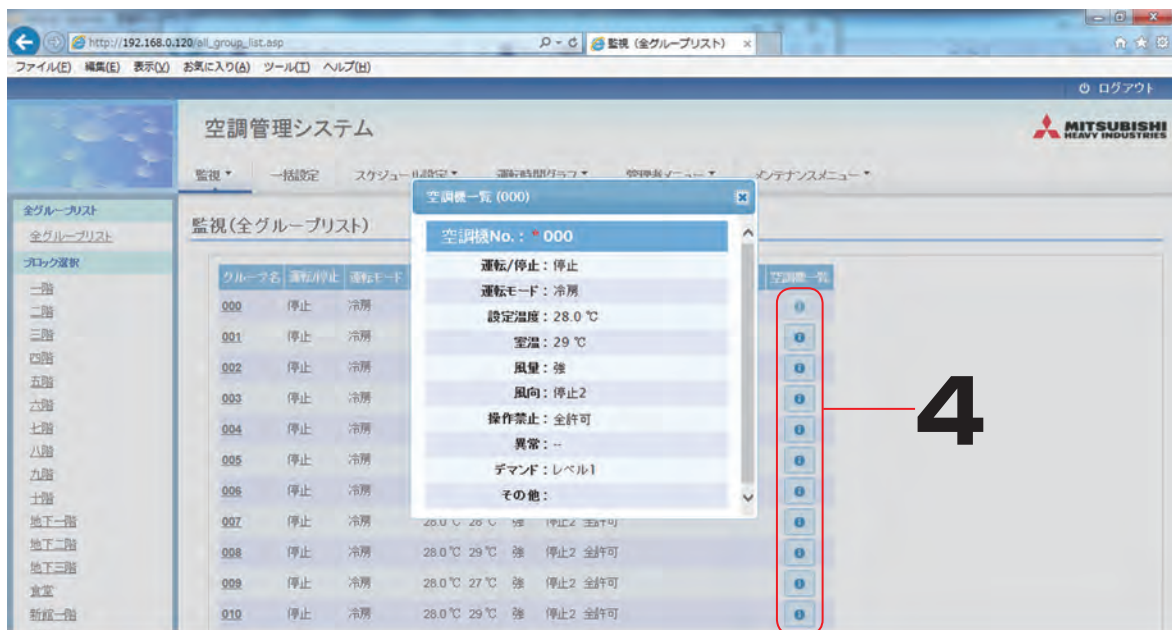 http://192.168.0.120/all_group_list.asp
監視 (全グループリスト)
ファイル(F) 編集(E) 表示(V) お気に入り(A) ツール(T) ヘルプ(H)
ログアウト
空調管理システム
MITSUBISHI
HEAVY INDUSTRIES
監視 一括設定 スケジュール設定 運転時間グラフ 管理者メニュー メンテナンスメニュー
全グループリスト
全グループリスト
ブロック選択
一階
二階
三階
四階
五階
六階
七階
八階
九階
十階
地下一階
地下二階
地下三階
食堂
新館一階
監視(全グループリスト)
グループ名 運転/停止 運転モード 空調機一覧
000 停止 冷房
001 停止 冷房
002 停止 冷房
003 停止 冷房
004 停止 冷房
005 停止 冷房
006 停止 冷房
007 停止 冷房 28.0℃ 28℃ 強 停止2 全許可
008 停止 冷房 28.0℃ 29℃ 強 停止2 全許可
009 停止 冷房 28.0℃ 27℃ 強 停止2 全許可
010 停止 冷房 28.0℃ 29℃ 強 停止2 全許可
空調機一覧 (000)
空調機No.: * 000
運転/停止: 停止
運転モード: 冷房
設定温度: 28.0 ℃
室温: 29 ℃
風量: 強
風向: 停止2
操作禁止: 全許可
異常: --
デマンド: レベル1
その他:
4